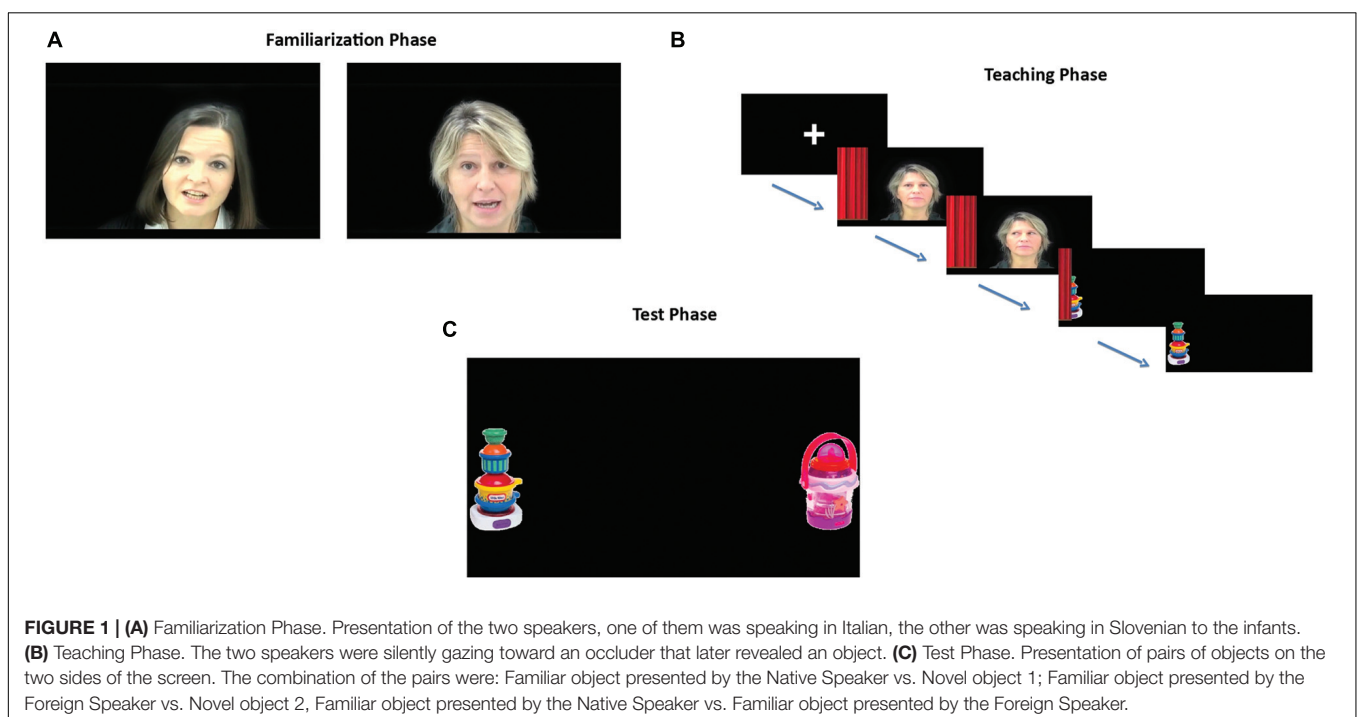 A
Familiarization Phase
B
Teaching Phase
+
C
Test Phase
FIGURE 1 | (A) Familiarization Phase. Presentation of the two speakers, one of them was speaking in Italian, the other was speaking in Slovenian to the infants.
(B) Teaching Phase. The two speakers were silently gazing toward an occluder that later revealed an object. (C) Test Phase. Presentation of pairs of objects on the
two sides of the screen. The combination of the pairs were: Familiar object presented by the Native Speaker vs. Novel object 1; Familiar object presented by the
Foreign Speaker vs. Novel object 2, Familiar object presented by the Native Speaker vs. Familiar object presented by the Foreign Speaker.